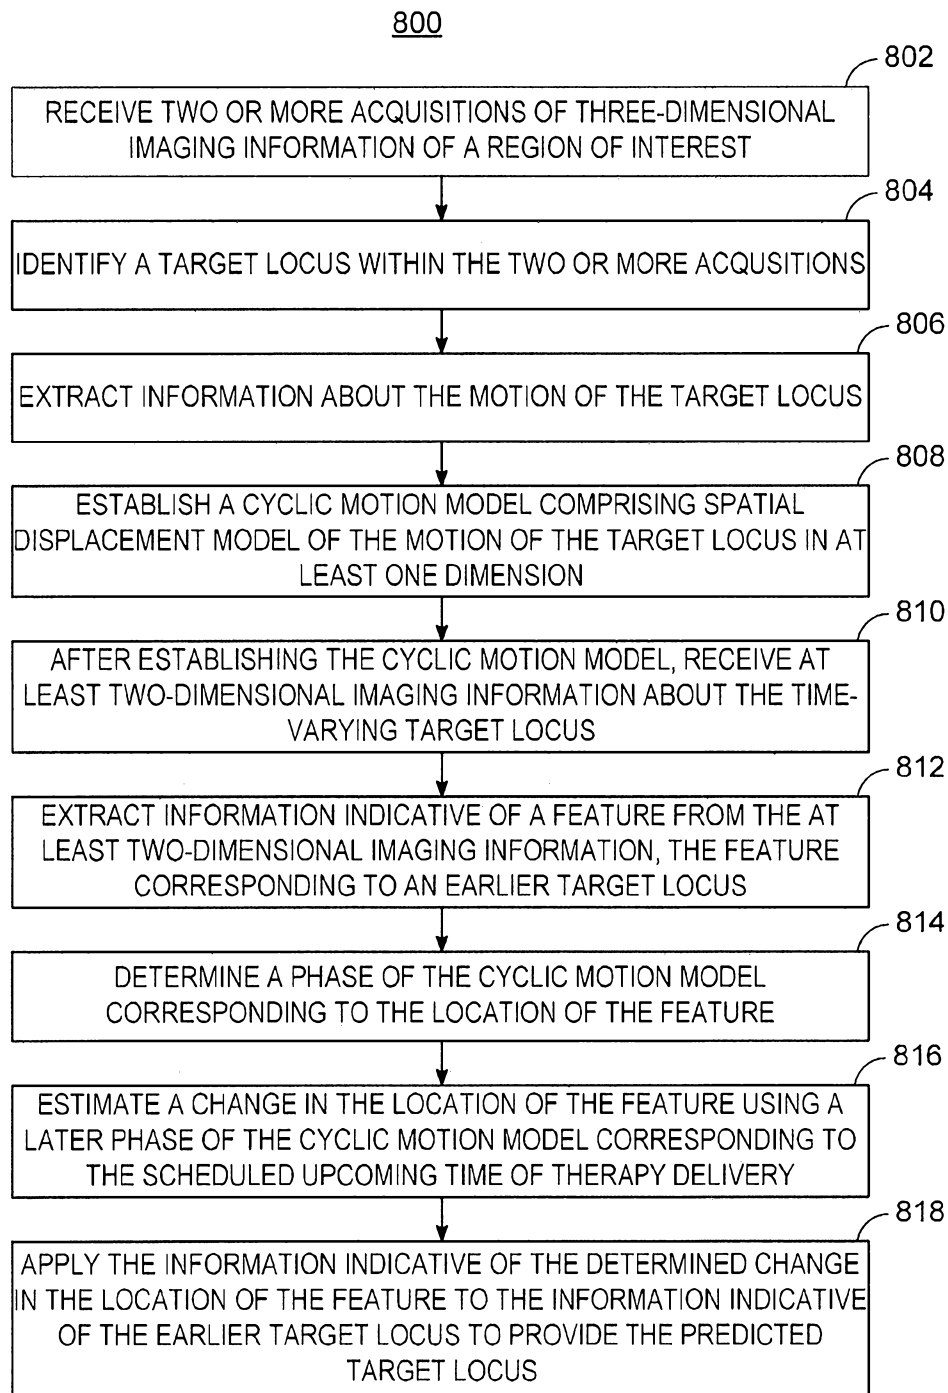 800
802
RECEIVE TWO OR MORE ACQUISITIONS OF THREE-DIMENSIONAL
IMAGING INFORMATION OF A REGION OF INTEREST
804
IDENTIFY A TARGET LOCUS WITHIN THE TWO OR MORE ACQUSITIONS
806
EXTRACT INFORMATION ABOUT THE MOTION OF THE TARGET LOCUS
808
ESTABLISH A CYCLIC MOTION MODEL COMPRISING SPATIAL
DISPLACEMENT MODEL OF THE MOTION OF THE TARGET LOCUS IN AT
LEAST ONE DIMENSION
810
AFTER ESTABLISHING THE CYCLIC MOTION MODEL, RECEIVE AT
LEAST TWO-DIMENSIONAL IMAGING INFORMATION ABOUT THE TIME-
VARYING TARGET LOCUS
812
EXTRACT INFORMATION INDICATIVE OF A FEATURE FROM THE AT
LEAST TWO-DIMENSIONAL IMAGING INFORMATION, THE FEATURE
CORRESPONDING TO AN EARLIER TARGET LOCUS
814
DETERMINE A PHASE OF THE CYCLIC MOTION MODEL
CORRESPONDING TO THE LOCATION OF THE FEATURE
816
ESTIMATE A CHANGE IN THE LOCATION OF THE FEATURE USING A
LATER PHASE OF THE CYCLIC MOTION MODEL CORRESPONDING TO
THE SCHEDULED UPCOMING TIME OF THERAPY DELIVERY
818
APPLY THE INFORMATION INDICATIVE OF THE DETERMINED CHANGE
IN THE LOCATION OF THE FEATURE TO THE INFORMATION INDICATIVE
OF THE EARLIER TARGET LOCUS TO PROVIDE THE PREDICTED
TARGET LOCUS